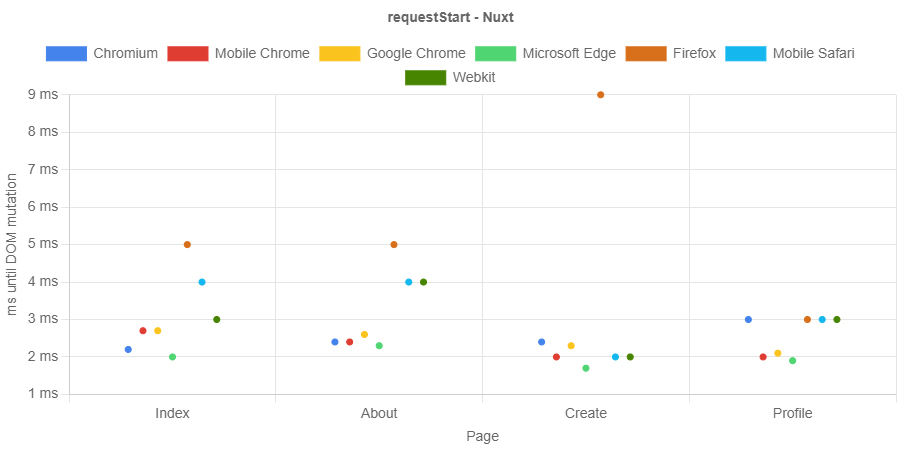 requestStart - Nuxt
Chromium Mobile Chrome Google Chrome Microsoft Edge Firefox Mobile Safari
Webkit
ms until DOM mutation
9 ms
8 ms
7 ms
6 ms
5 ms
4 ms
3 ms
2 ms
1 ms
Index About Create Profile
Page